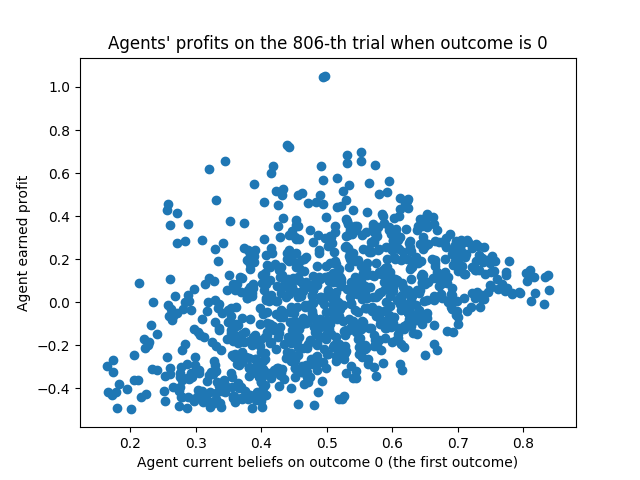 Agents' profits on the 806-th trial when outcome is 0
1.0
0.8
0.6
0.4
0.2
0.0
−0.2
−0.4
Agent earned profit
0.2 0.3 0.4 0.5 0.6 0.7 0.8
Agent current beliefs on outcome 0 (the first outcome)